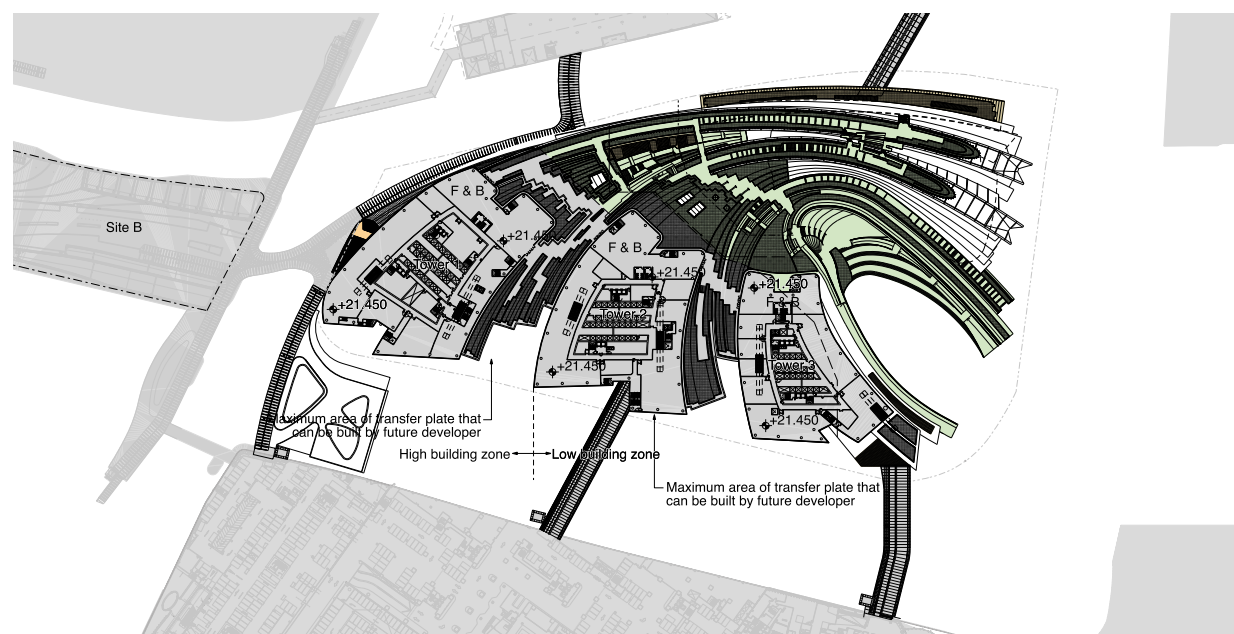 F & B
Site B
+21.450
F & B
Tower 1
+21.450
+21.450
+21.450
Tower 2
Tower 3
+21.450
+21.450
Maximum area of transfer plate that
can be built by future developer
High building zone
Low building zone
Maximum area of transfer plate that
can be built by future developer